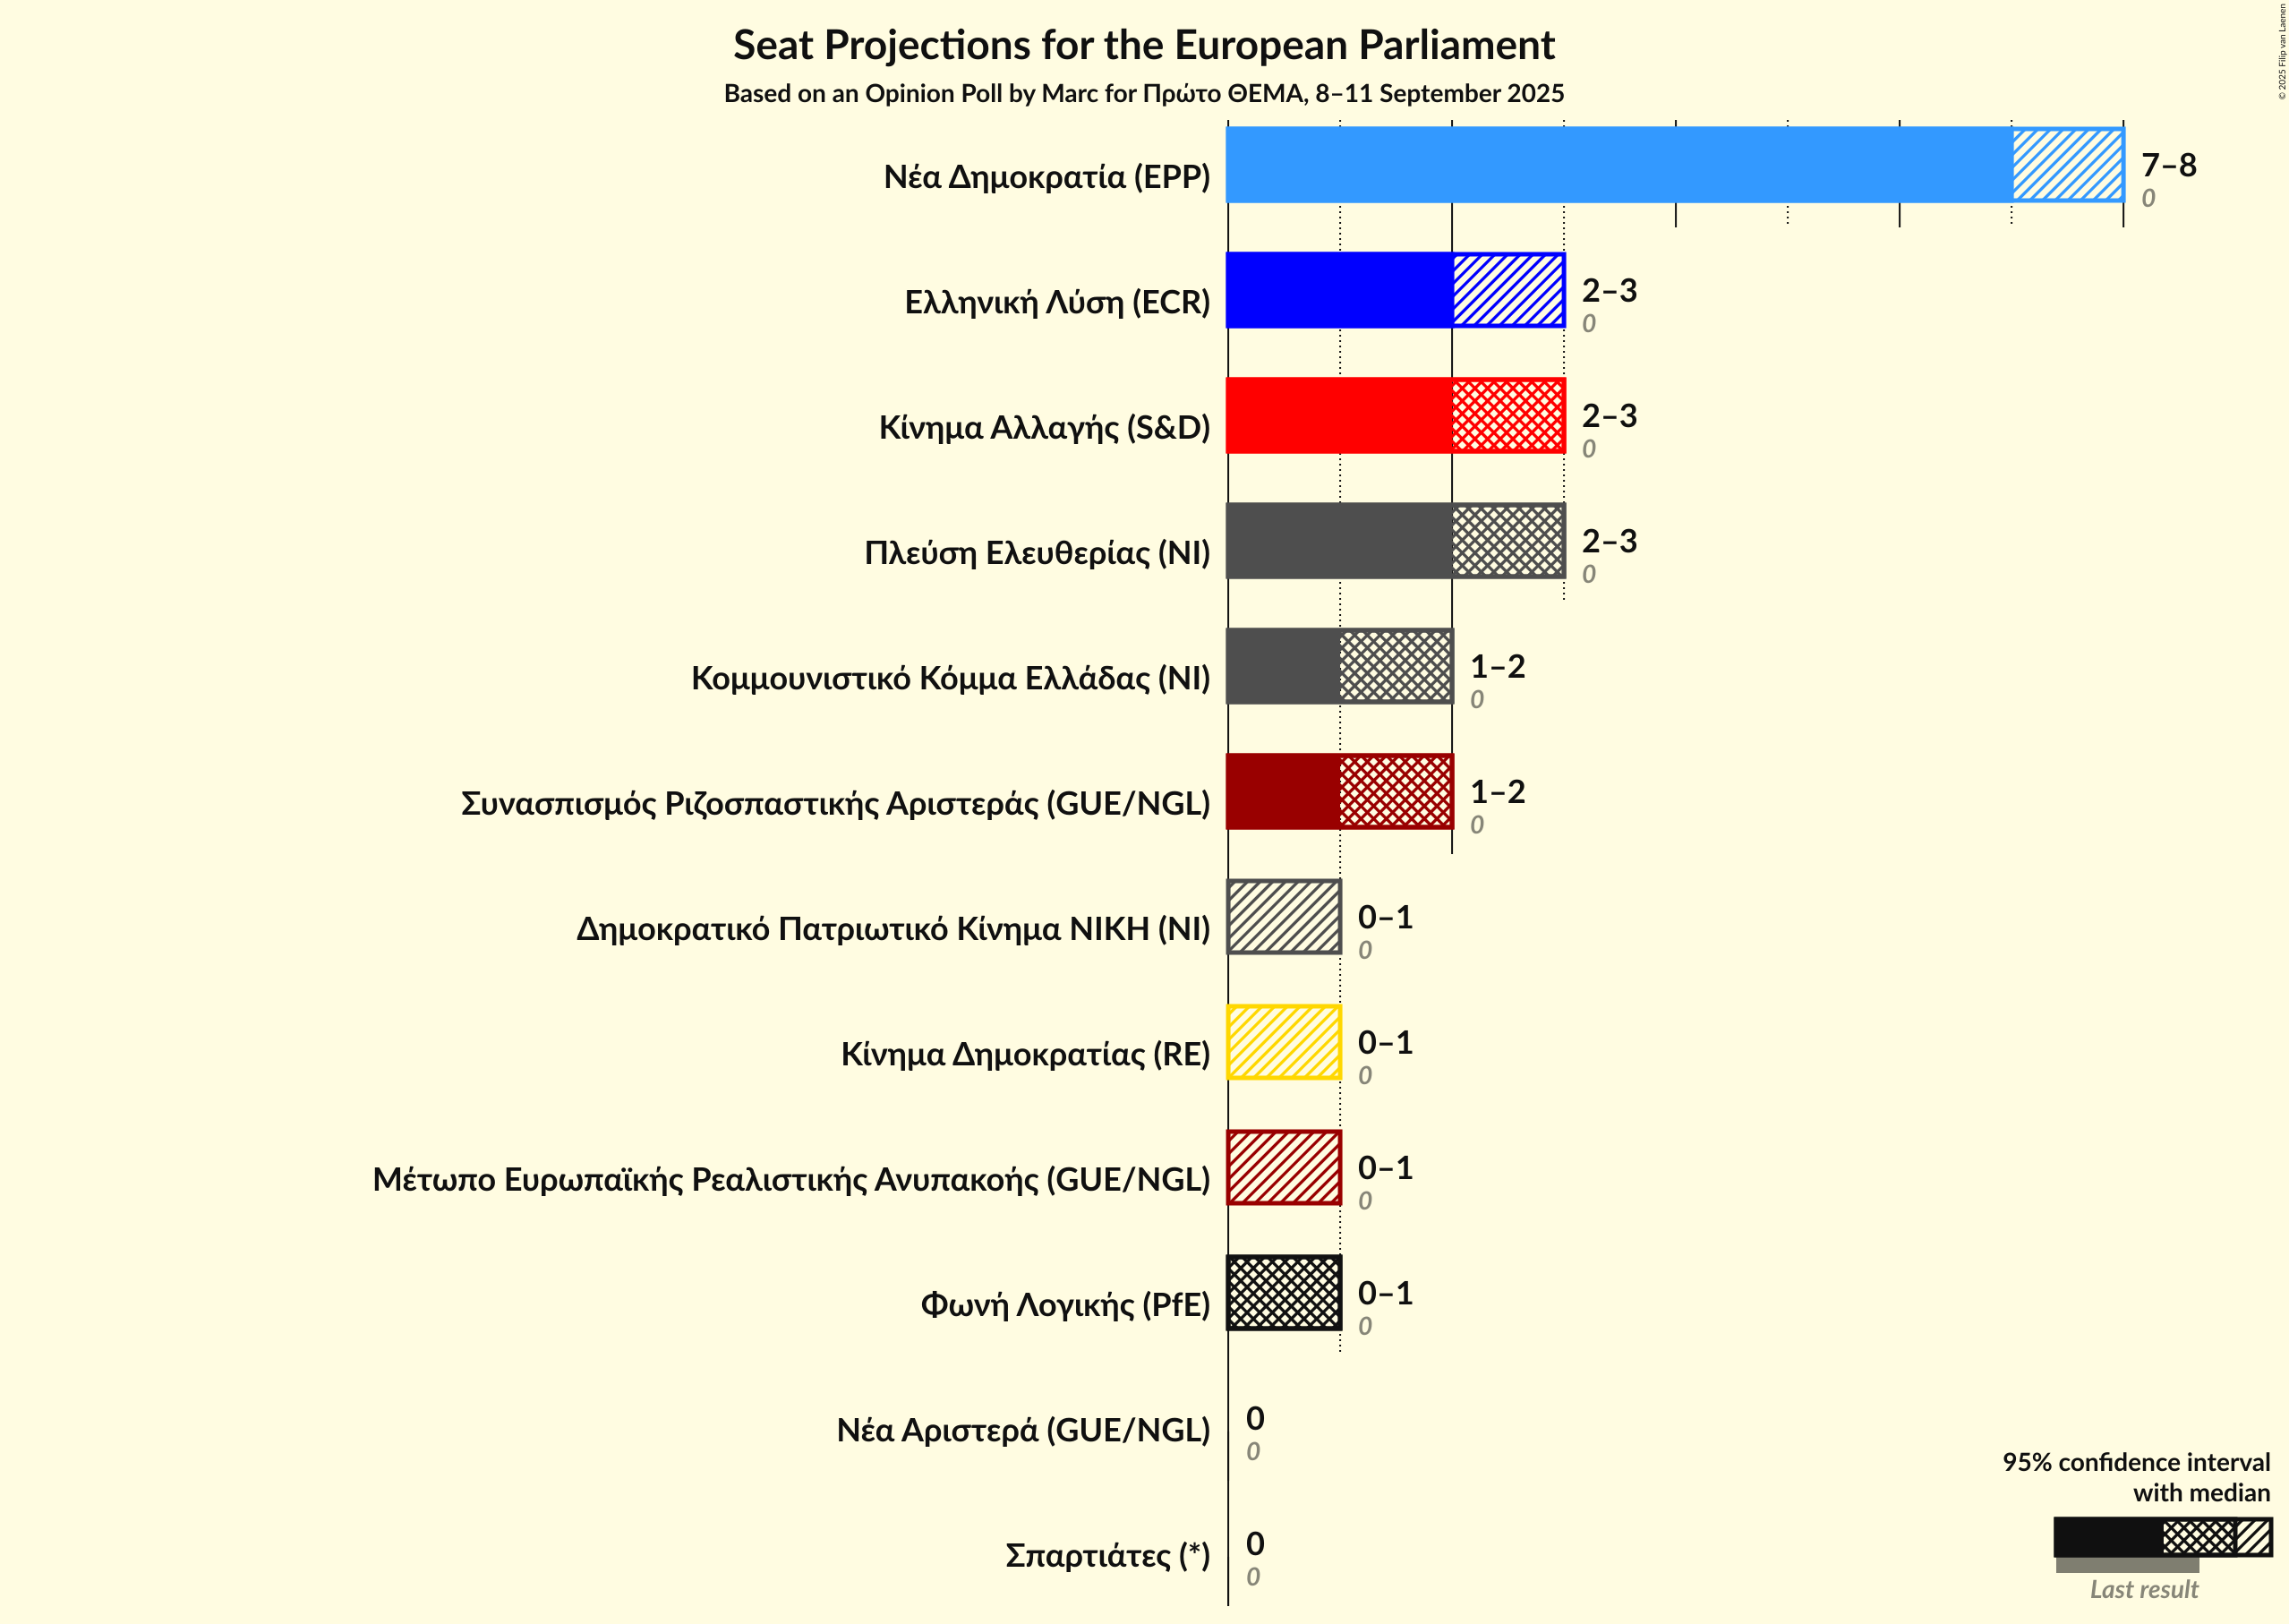 Seat Projections for the European Parliament
Based on an Opinion Poll by Marc for Πρώτο ΘΕΜΑ, 8–11 September 2025
© 2025 Filip van Laenen
Νέα Δημοκρατία (EPP)
7–8
0
Ελληνική Λύση (ECR)
2–3
0
Κίνημα Αλλαγής (S&D)
2–3
0
Πλεύση Ελευθερίας (NI)
2–3
0
Κομμουνιστικό Κόμμα Ελλάδας (NI)
1–2
0
Συνασπισμός Ριζοσπαστικής Αριστεράς (GUE/NGL)
1–2
0
Δημοκρατικό Πατριωτικό Κίνημα ΝΙΚΗ (NI)
0–1
0
Κίνημα Δημοκρατίας (RE)
0–1
0
Μέτωπο Ευρωπαϊκής Ρεαλιστικής Ανυπακοής (GUE/NGL)
0–1
0
Φωνή Λογικής (PfE)
0–1
0
Νέα Αριστερά (GUE/NGL)
0
0
Σπαρτιάτες (*)
0
0
95% confidence interval
with median
Last result